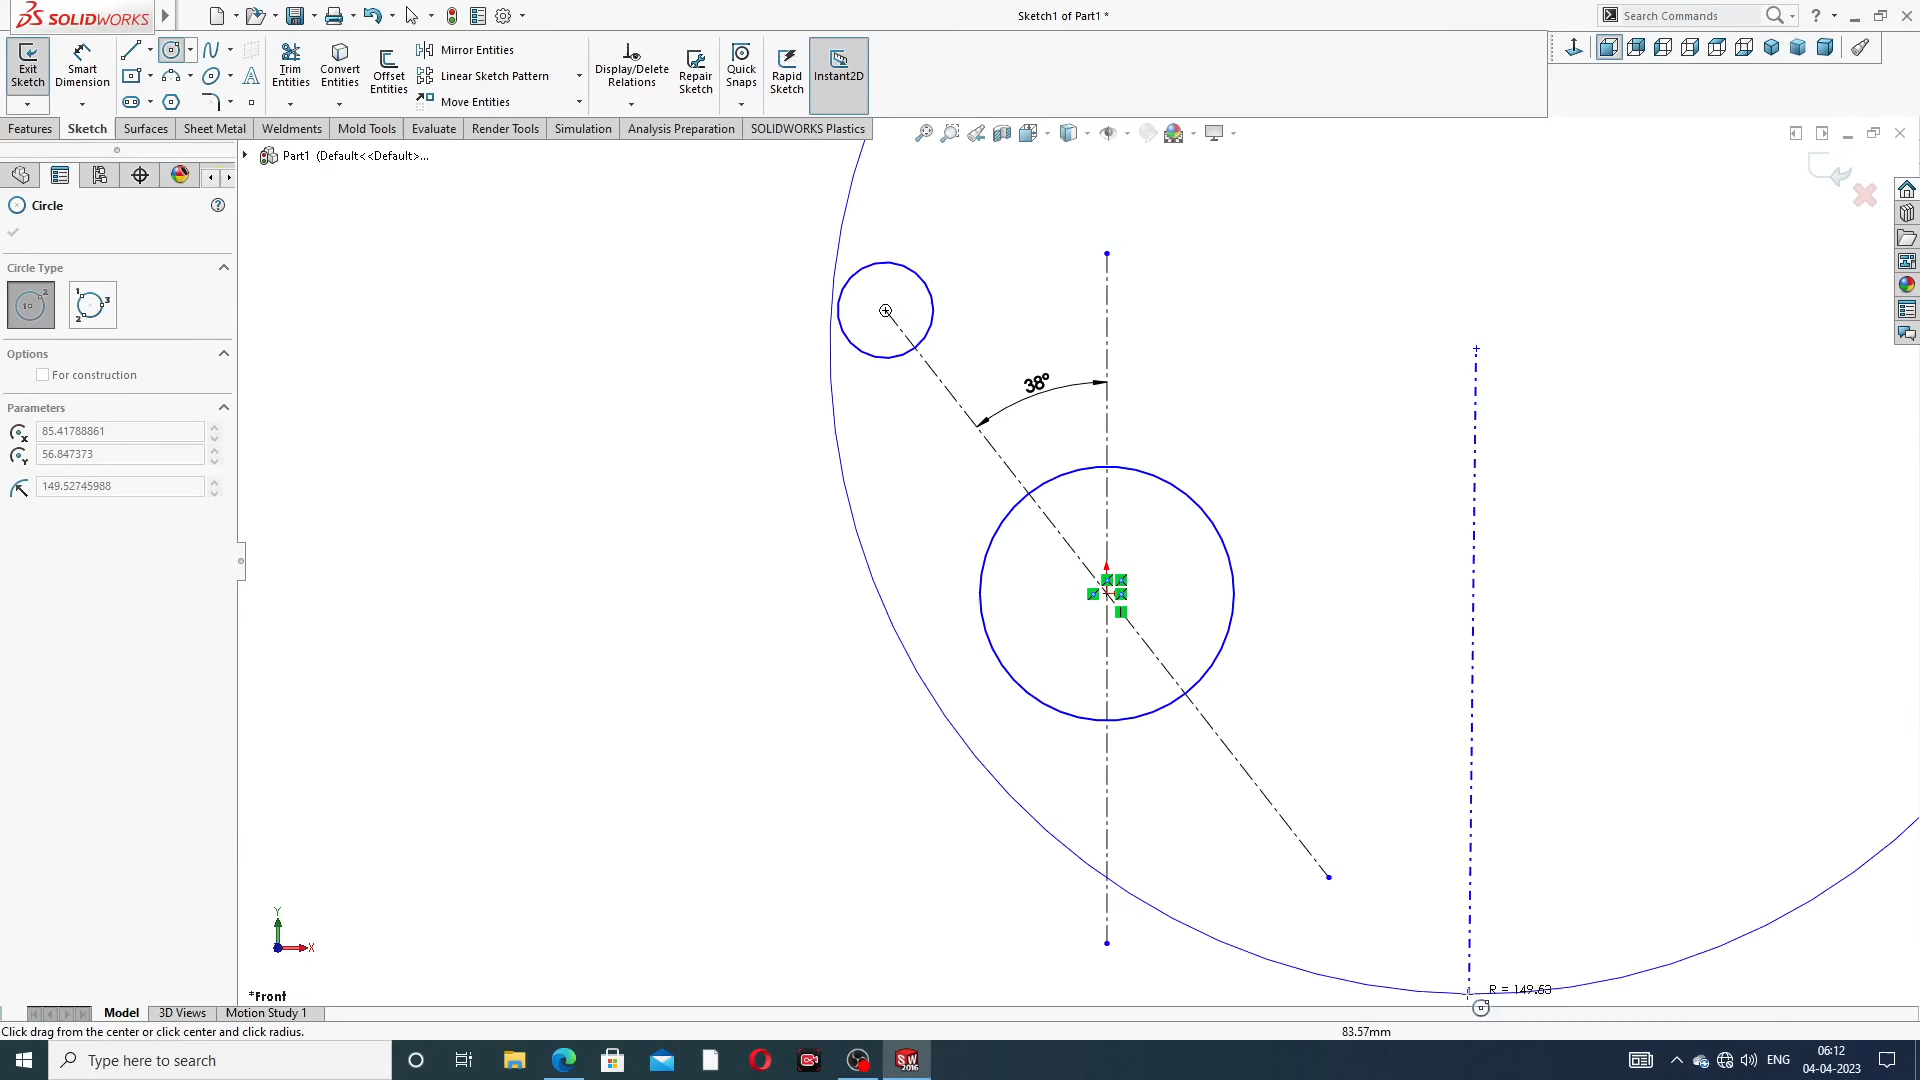 SOLIDWORKS
Sketch1 of Part1 *
Search Commands
Exit Sketch
Smart Dimension
Trim Entities
Convert Entities
Offset Entities
Mirror Entities
Linear Sketch Pattern
Move Entities
Display/Delete Relations
Repair Sketch
Quick Snaps
Rapid Sketch
Instant2D
Features
Sketch
Surfaces
Sheet Metal
Weldments
Mold Tools
Evaluate
Render Tools
Simulation
Analysis Preparation
SOLIDWORKS Plastics
Part1 (Default<<Default>...
Circle
Circle Type
Options
For construction
Parameters
85.41788861
56.847373
149.52745988
38°
R = 149.53
Y
X
*Front
Model
3D Views
Motion Study 1
Click drag from the center or click center and click radius.
83.57mm
Type here to search
SW
2016
ENG
06:12
04-04-2023